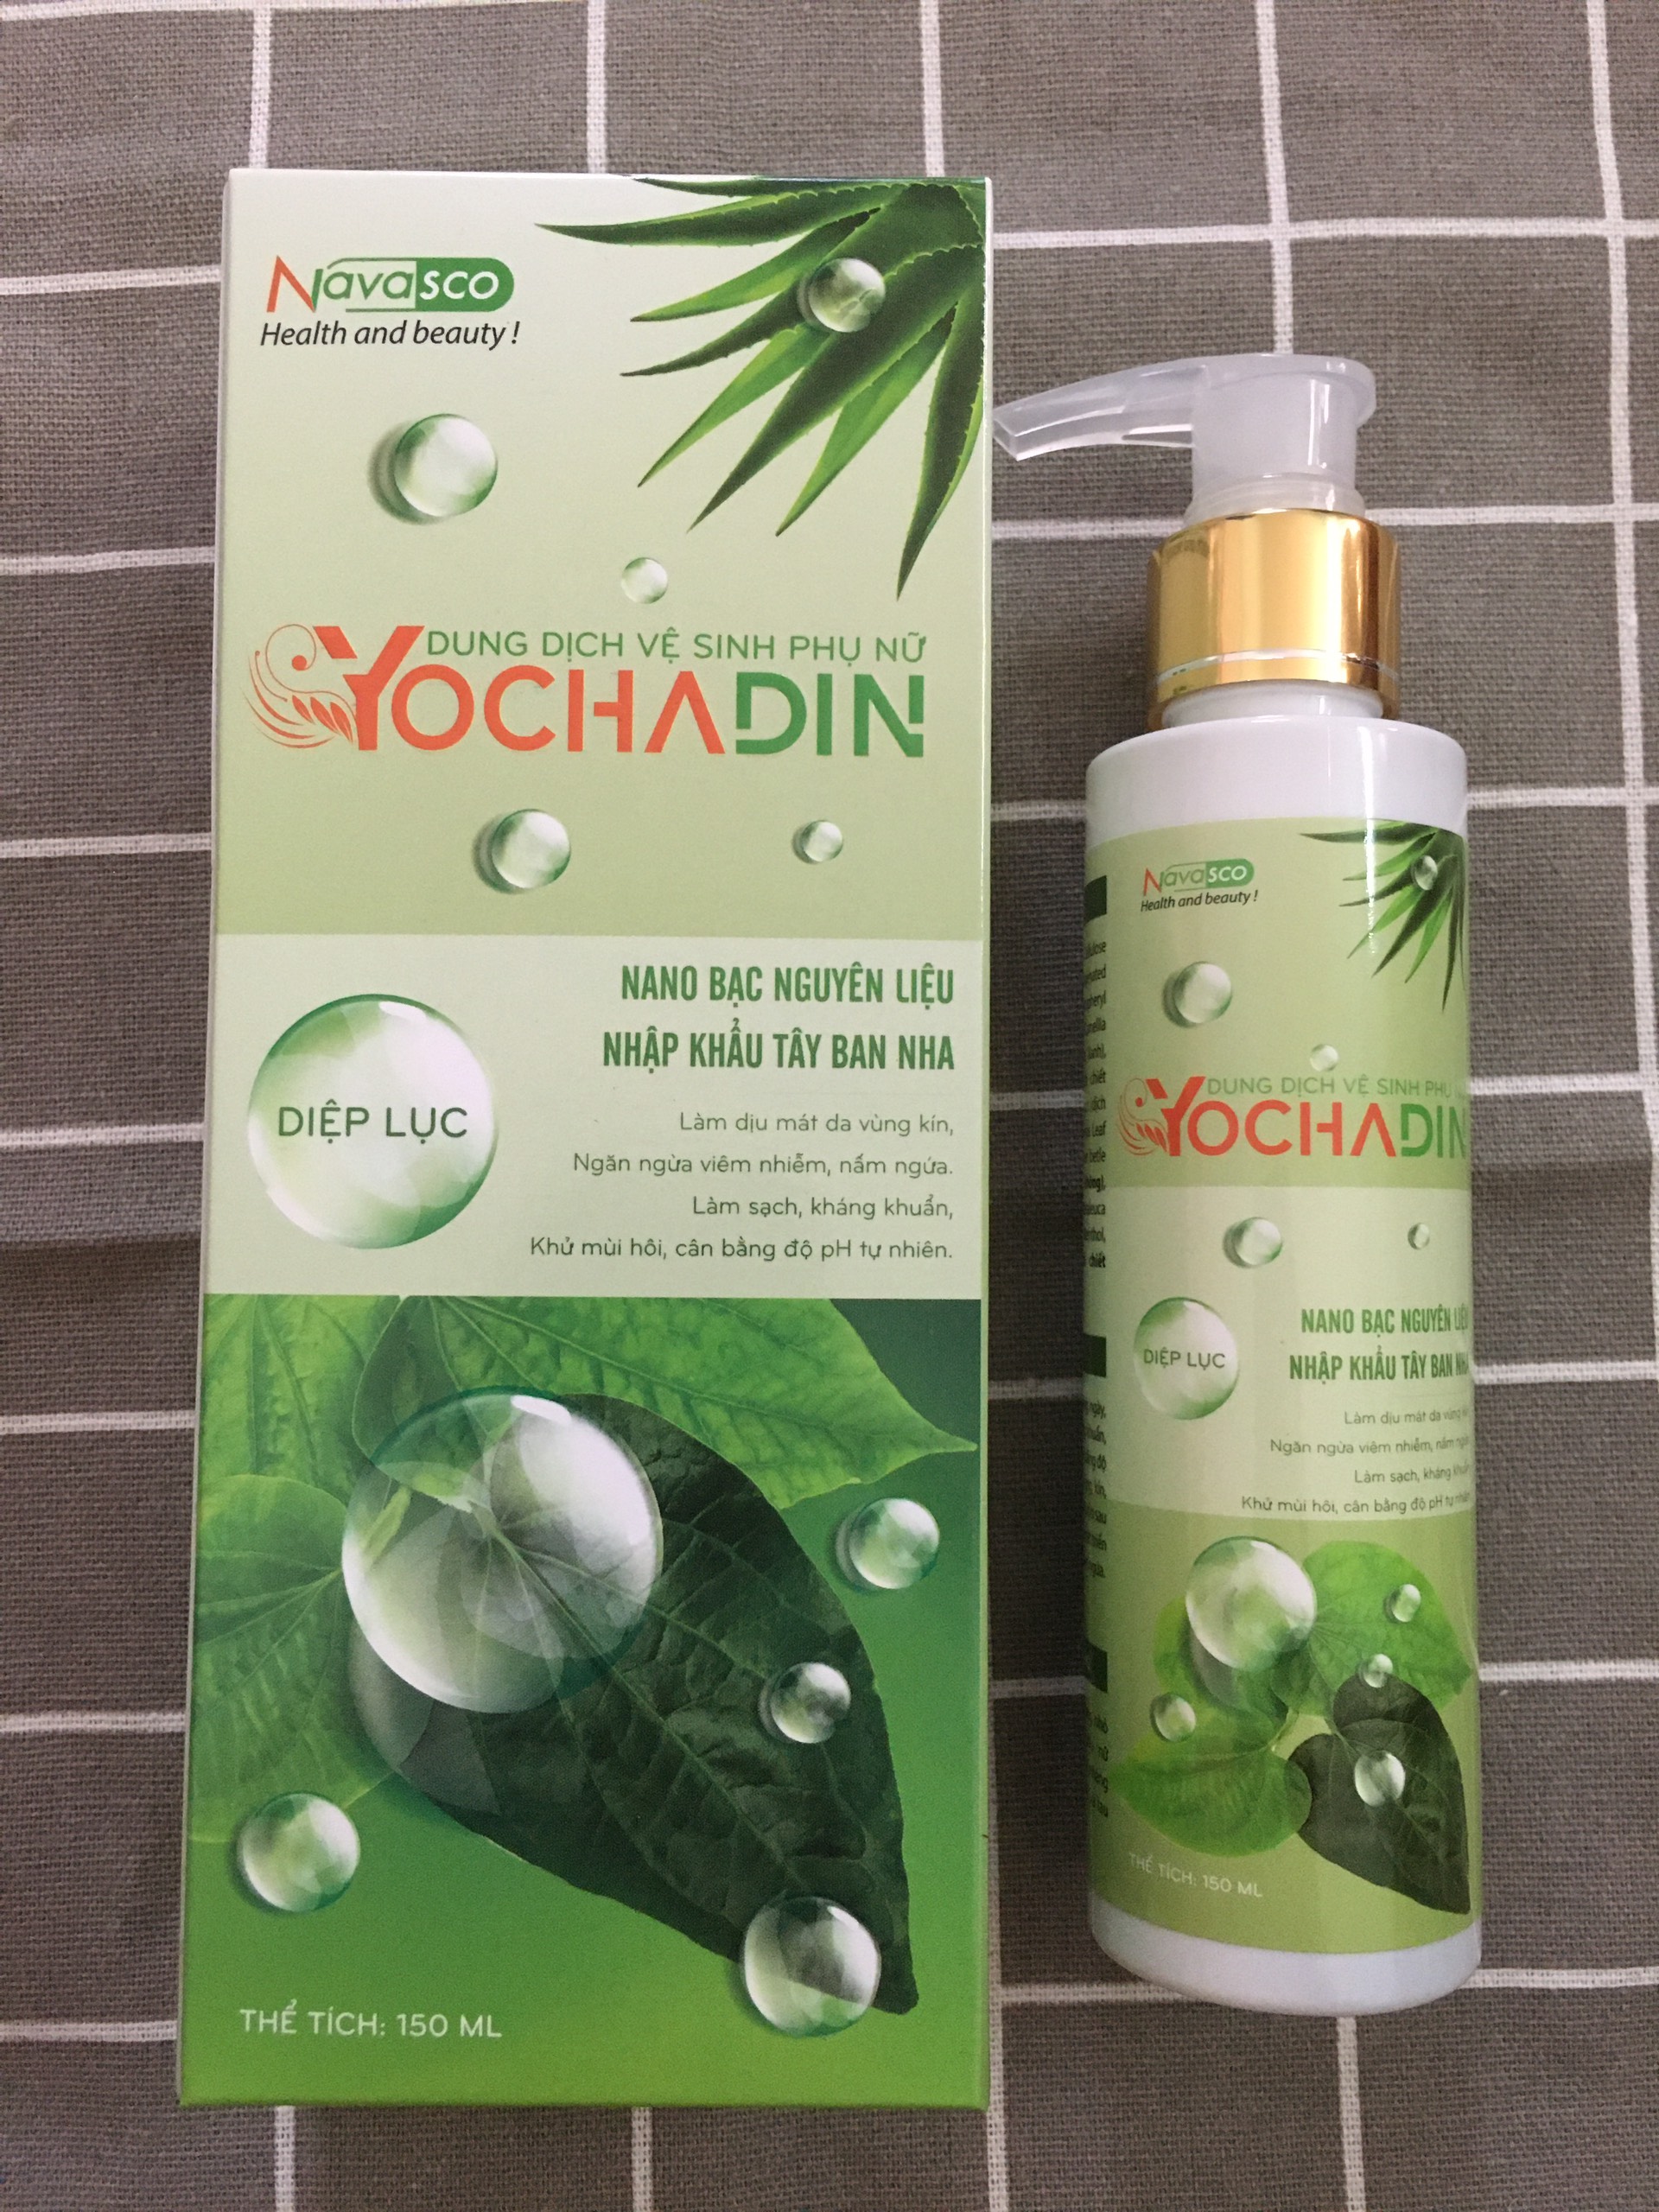 Navasco
Health and beauty!
DUNG DỊCH VỆ SINH PHỤ NỮ
YOCHADIN
NANO BẠC NGUYÊN LIỆU
NHẬP KHẨU TÂY BAN NHA
DIỆP LỤC
Làm dịu mát da vùng kín,
Ngăn ngừa viêm nhiễm, nấm ngứa.
Làm sạch, kháng khuẩn,
Khử mùi hôi, cân bằng độ pH tự nhiên.
THỂ TÍCH: 150 ML
Navasco
Health and beauty!
DUNG DỊCH VỆ SINH PHỤ
YOCHADIN
NANO BẠC NGUYÊN LIỆU
NHẬP KHẨU TÂY BAN NHA
DIỆP LỤC
Làm dịu mát da vùng kín
Ngăn ngừa viêm nhiễm, nấm ngứa
Làm sạch, kháng khuẩn
Khử mùi hôi, cân bằng độ pH tự nhiên
THỂ TÍCH: 150 ML